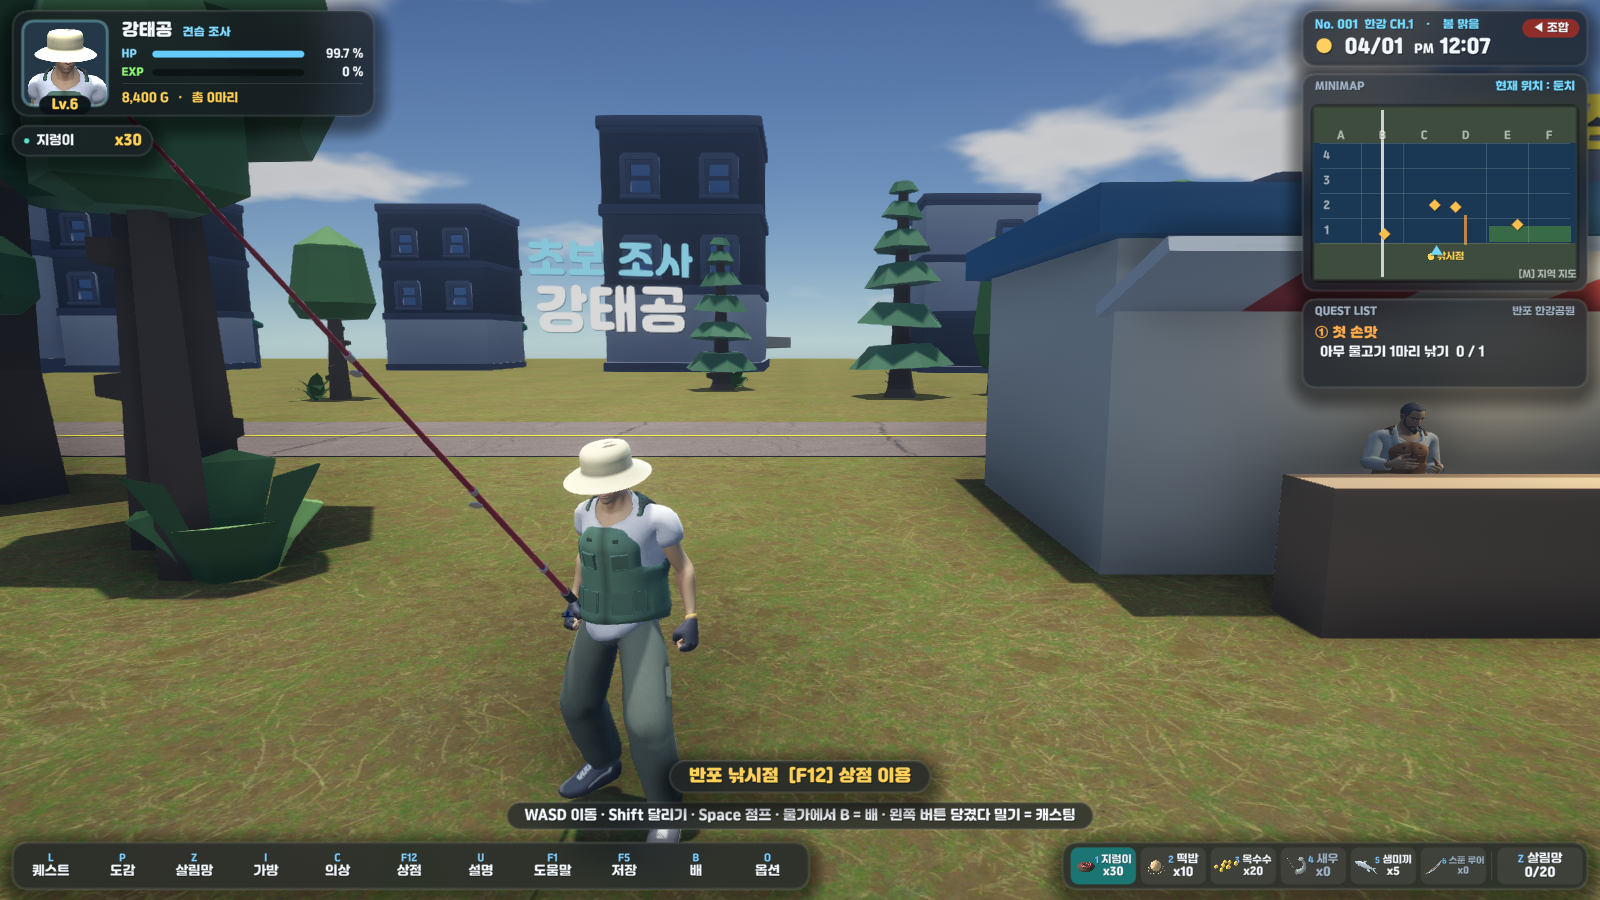 강태공 견습 조사
HP 99.7 %
EXP 0 %
Lv.6
8,400 G · 총 0마리
지렁이 x30
No. 001 한강 CH.1 · 봄 맑음
◀ 조합
04/01 PM 12:07
MINIMAP 현재 위치 : 둔치
A B C D E F
4
3
2
1
낚시점
[M] 지역 지도
QUEST LIST 반포 한강공원
① 첫 손맛
아무 물고기 1마리 낚기 0 / 1
초보 조사
강태공
반포 낚시점 [F12] 상점 이용
WASD 이동 · Shift 달리기 · Space 점프 · 물가에서 B = 배 · 왼쪽 버튼 당겼다 밀기 = 캐스팅
L P Z I C F12 U F1 F5 B O
퀘스트 도감 살림망 가방 의상 상점 설명 도움말 저장 배 옵션
1 지렁이 2 떡밥 3 옥수수 4 새우 5 생미끼 6 스푼 루어 Z 살림망
x30 x10 x20 x0 x5 x0 0/20